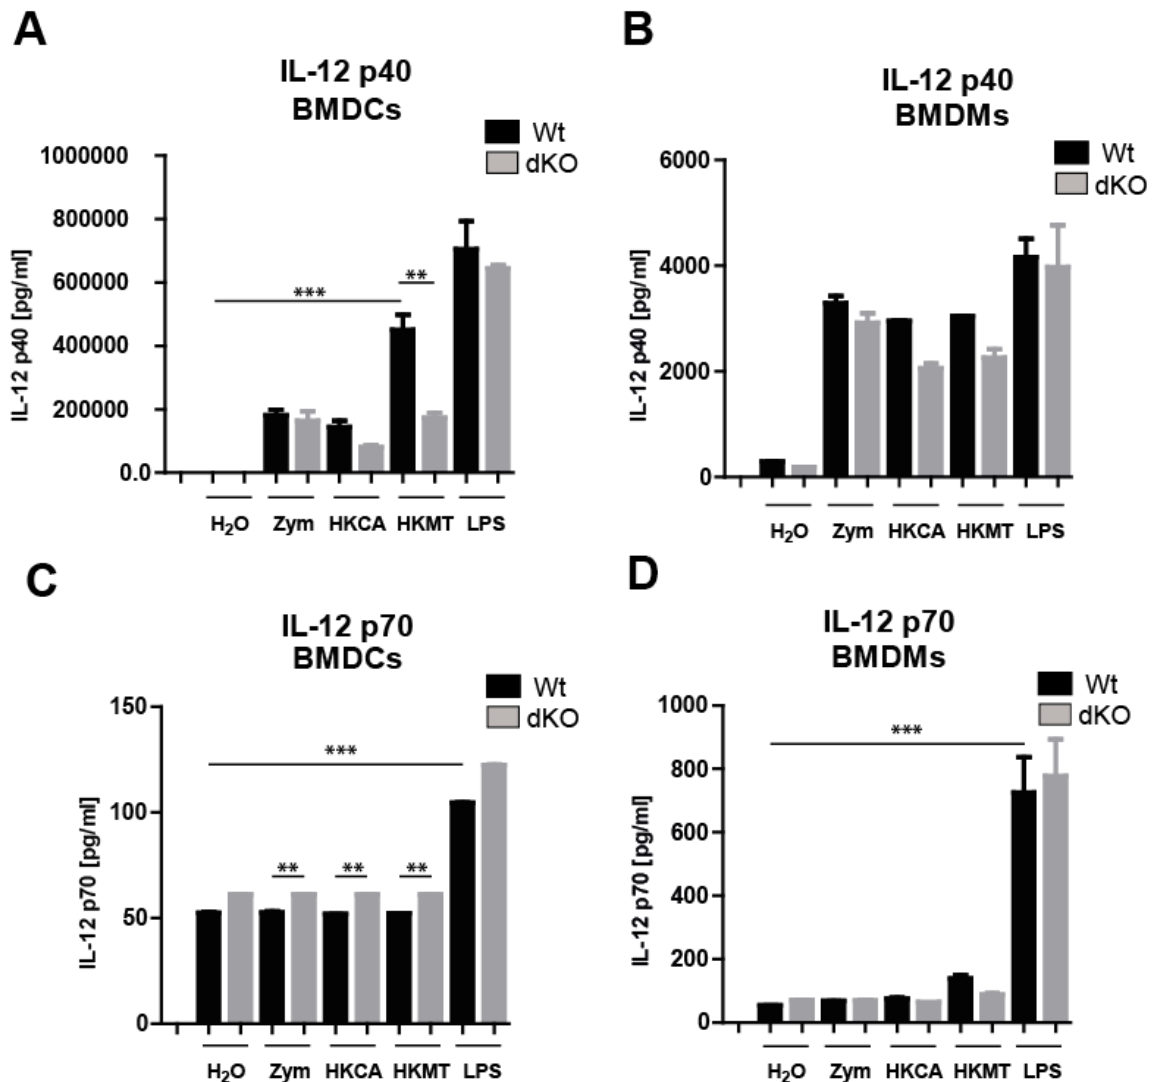 A
IL-12 p40
BMDCs
Wt
dKO
IL-12 p40 [pg/ml]
1000000
800000
600000
400000
200000
0.0
***
**
H₂O Zym HKCA HKMT LPS
B
IL-12 p40
BMDMs
Wt
dKO
IL-12 p40 [pg/ml]
6000
4000
2000
0
H₂O Zym HKCA HKMT LPS
C
IL-12 p70
BMDCs
Wt
dKO
IL-12 p70 [pg/ml]
150
100
50
0
***
** ** **
H₂O Zym HKCA HKMT LPS
D
IL-12 p70
BMDMs
Wt
dKO
IL-12 p70 [pg/ml]
1000
800
600
400
200
0
***
H₂O Zym HKCA HKMT LPS